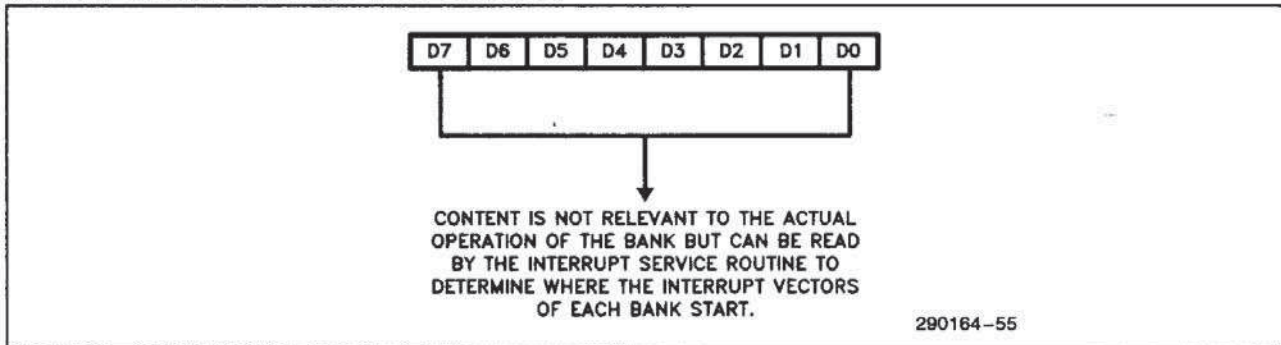 D7 D6 D5 D4 D3 D2 D1 D0
CONTENT IS NOT RELEVANT TO THE ACTUAL
OPERATION OF THE BANK BUT CAN BE READ
BY THE INTERRUPT SERVICE ROUTINE TO
DETERMINE WHERE THE INTERRUPT VECTORS
OF EACH BANK START.
290164-55